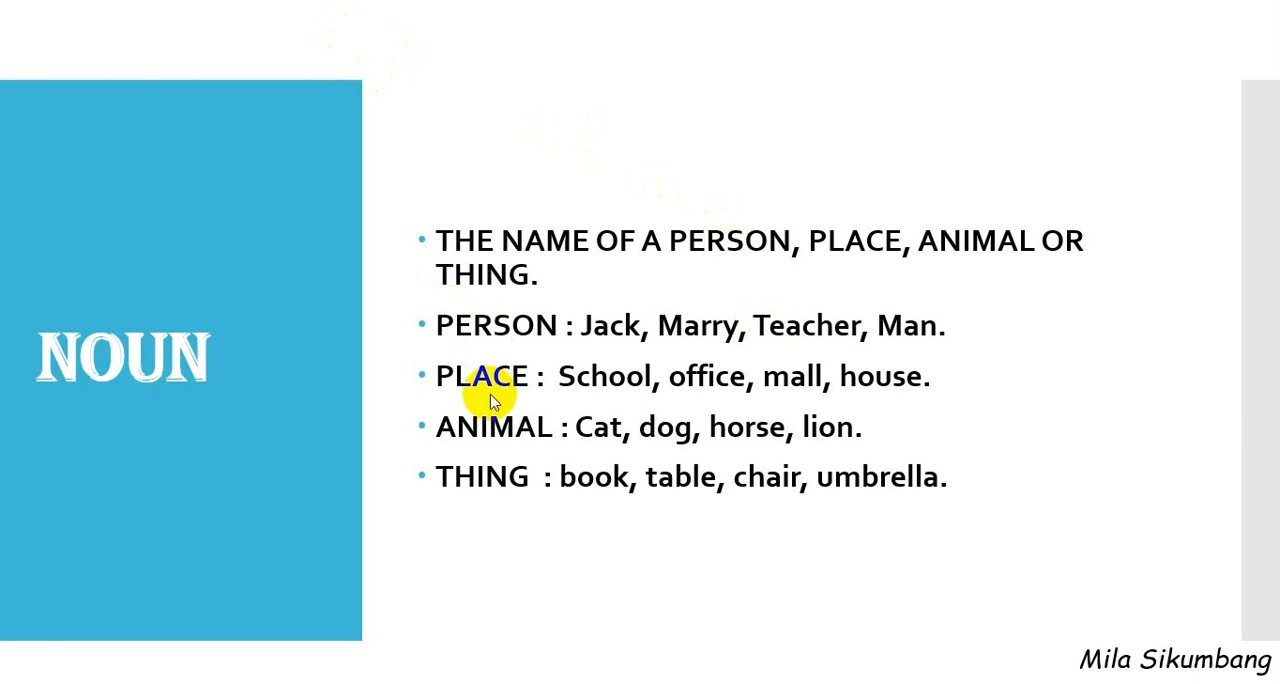 NOUN
• THE NAME OF A PERSON, PLACE, ANIMAL OR
THING.
• PERSON : Jack, Marry, Teacher, Man.
• PLACE : School, office, mall, house.
• ANIMAL : Cat, dog, horse, lion.
• THING : book, table, chair, umbrella.
Mila Sikumbang